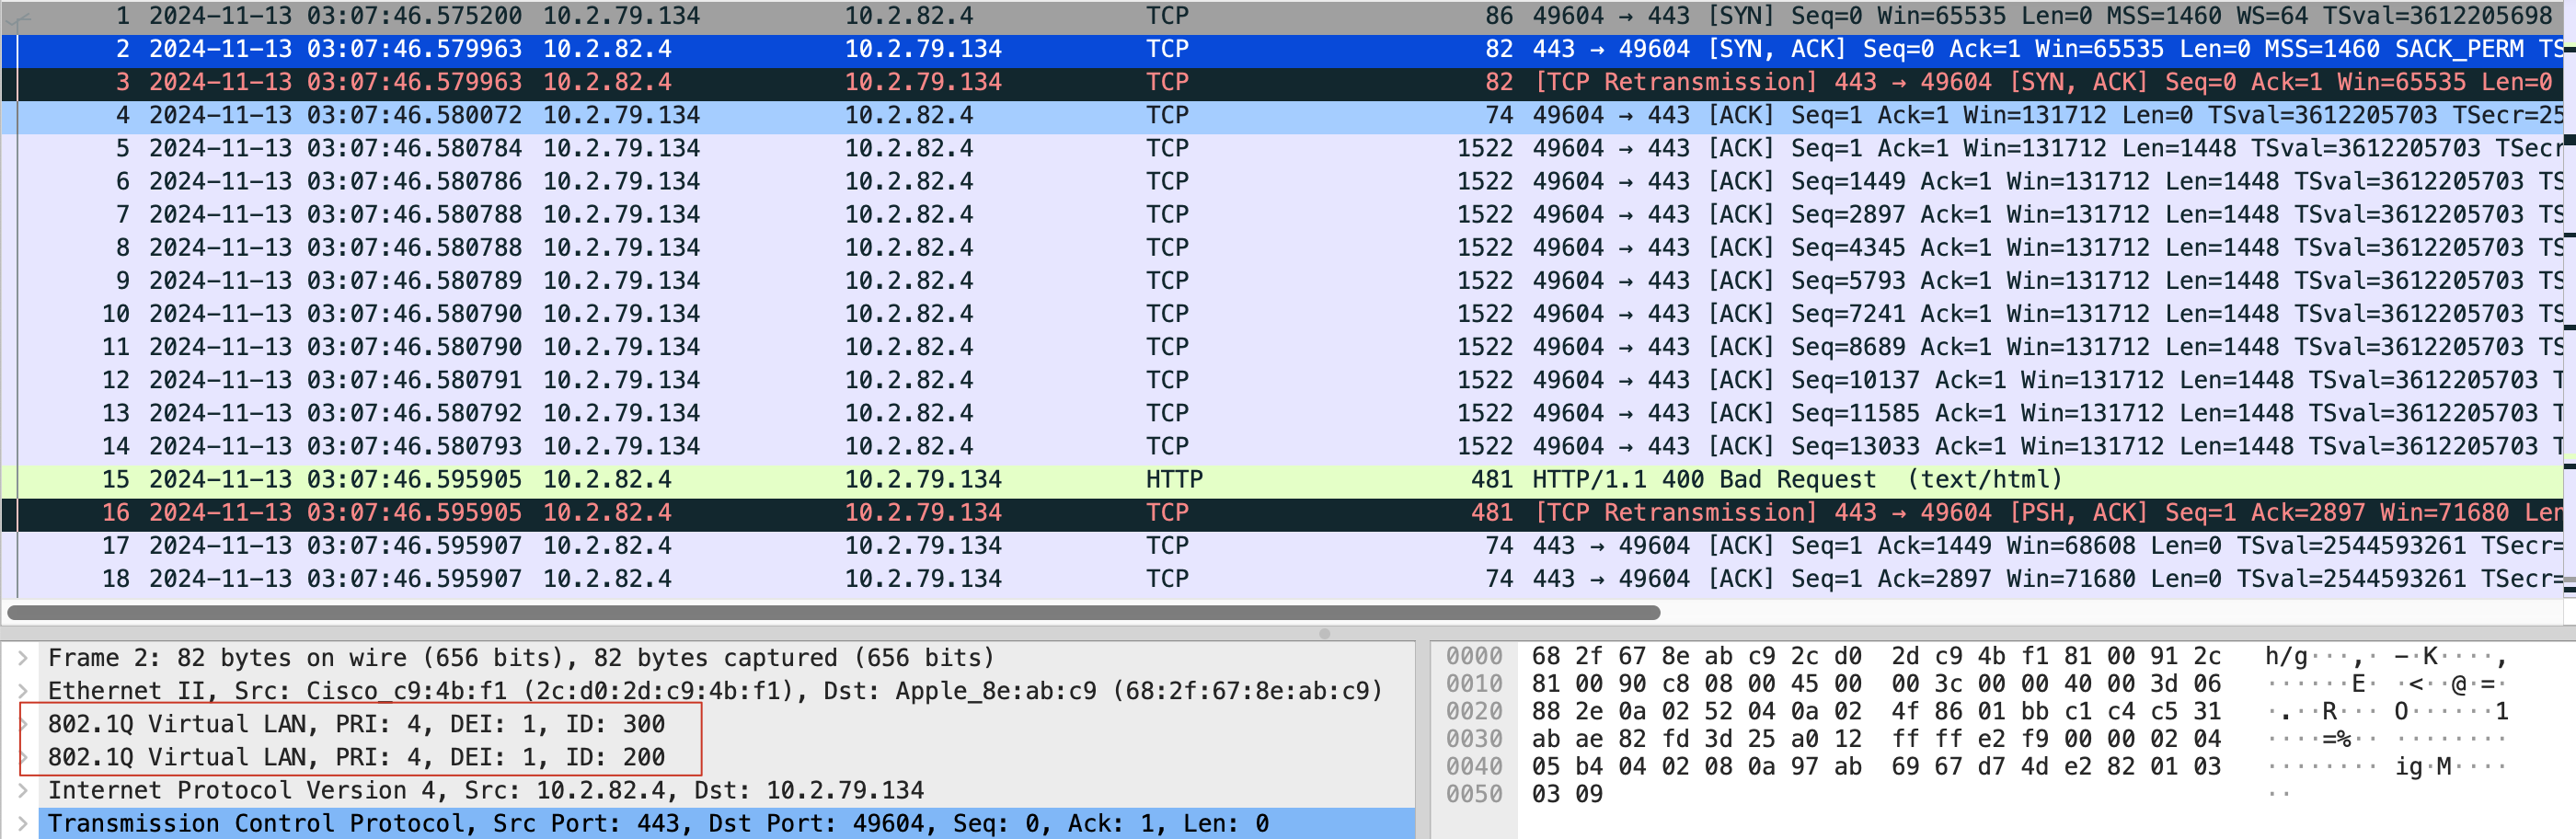 1 2024-11-13 03:07:46.575200 10.2.79.134 10.2.82.4 TCP 86 49604 → 443 [SYN] Seq=0 Win=65535 Len=0 MSS=1460 WS=64 TSval=3612205698
2 2024-11-13 03:07:46.579963 10.2.82.4 10.2.79.134 TCP 82 443 → 49604 [SYN, ACK] Seq=0 Ack=1 Win=65535 Len=0 MSS=1460 SACK_PERM TS
3 2024-11-13 03:07:46.579963 10.2.82.4 10.2.79.134 TCP 82 [TCP Retransmission] 443 → 49604 [SYN, ACK] Seq=0 Ack=1 Win=65535 Len=0
4 2024-11-13 03:07:46.580072 10.2.79.134 10.2.82.4 TCP 74 49604 → 443 [ACK] Seq=1 Ack=1 Win=131712 Len=0 TSval=3612205703 TSecr=25
5 2024-11-13 03:07:46.580784 10.2.79.134 10.2.82.4 TCP 1522 49604 → 443 [ACK] Seq=1 Ack=1 Win=131712 Len=1448 TSval=3612205703 TSecr
6 2024-11-13 03:07:46.580786 10.2.79.134 10.2.82.4 TCP 1522 49604 → 443 [ACK] Seq=1449 Ack=1 Win=131712 Len=1448 TSval=3612205703 TS
7 2024-11-13 03:07:46.580788 10.2.79.134 10.2.82.4 TCP 1522 49604 → 443 [ACK] Seq=2897 Ack=1 Win=131712 Len=1448 TSval=3612205703 TS
8 2024-11-13 03:07:46.580788 10.2.79.134 10.2.82.4 TCP 1522 49604 → 443 [ACK] Seq=4345 Ack=1 Win=131712 Len=1448 TSval=3612205703 TS
9 2024-11-13 03:07:46.580789 10.2.79.134 10.2.82.4 TCP 1522 49604 → 443 [ACK] Seq=5793 Ack=1 Win=131712 Len=1448 TSval=3612205703 TS
10 2024-11-13 03:07:46.580790 10.2.79.134 10.2.82.4 TCP 1522 49604 → 443 [ACK] Seq=7241 Ack=1 Win=131712 Len=1448 TSval=3612205703 TS
11 2024-11-13 03:07:46.580790 10.2.79.134 10.2.82.4 TCP 1522 49604 → 443 [ACK] Seq=8689 Ack=1 Win=131712 Len=1448 TSval=3612205703 TS
12 2024-11-13 03:07:46.580791 10.2.79.134 10.2.82.4 TCP 1522 49604 → 443 [ACK] Seq=10137 Ack=1 Win=131712 Len=1448 TSval=3612205703 T
13 2024-11-13 03:07:46.580792 10.2.79.134 10.2.82.4 TCP 1522 49604 → 443 [ACK] Seq=11585 Ack=1 Win=131712 Len=1448 TSval=3612205703 T
14 2024-11-13 03:07:46.580793 10.2.79.134 10.2.82.4 TCP 1522 49604 → 443 [ACK] Seq=13033 Ack=1 Win=131712 Len=1448 TSval=3612205703 T
15 2024-11-13 03:07:46.595905 10.2.82.4 10.2.79.134 HTTP 481 HTTP/1.1 400 Bad Request (text/html)
16 2024-11-13 03:07:46.595905 10.2.82.4 10.2.79.134 TCP 481 [TCP Retransmission] 443 → 49604 [PSH, ACK] Seq=1 Ack=2897 Win=71680 Len
17 2024-11-13 03:07:46.595907 10.2.82.4 10.2.79.134 TCP 74 443 → 49604 [ACK] Seq=1 Ack=1449 Win=68608 Len=0 TSval=2544593261 TSecr=
18 2024-11-13 03:07:46.595907 10.2.82.4 10.2.79.134 TCP 74 443 → 49604 [ACK] Seq=1 Ack=2897 Win=71680 Len=0 TSval=2544593261 TSecr=
Frame 2: 82 bytes on wire (656 bits), 82 bytes captured (656 bits)
Ethernet II, Src: Cisco_c9:4b:f1 (2c:d0:2d:c9:4b:f1), Dst: Apple_8e:ab:c9 (68:2f:67:8e:ab:c9)
802.1Q Virtual LAN, PRI: 4, DEI: 1, ID: 300
802.1Q Virtual LAN, PRI: 4, DEI: 1, ID: 200
Internet Protocol Version 4, Src: 10.2.82.4, Dst: 10.2.79.134
Transmission Control Protocol, Src Port: 443, Dst Port: 49604, Seq: 0, Ack: 1, Len: 0
0000 68 2f 67 8e ab c9 2c d0 2d c9 4b f1 81 00 91 2c h/g···,· -·K····,
0010 81 00 90 c8 08 00 45 00 00 3c 00 00 40 00 3d 06 ······E· ·<··@·=·
0020 88 2e 0a 02 52 04 0a 02 4f 86 01 bb c1 c4 c5 31 ·.··R··· O······1
0030 ab ae 82 fd 3d 25 a0 12 ff ff e2 f9 00 00 02 04 ····=%·· ········
0040 05 b4 04 02 08 0a 97 ab 69 67 d7 4d e2 82 01 03 ········ ig·M····
0050 03 09 ··